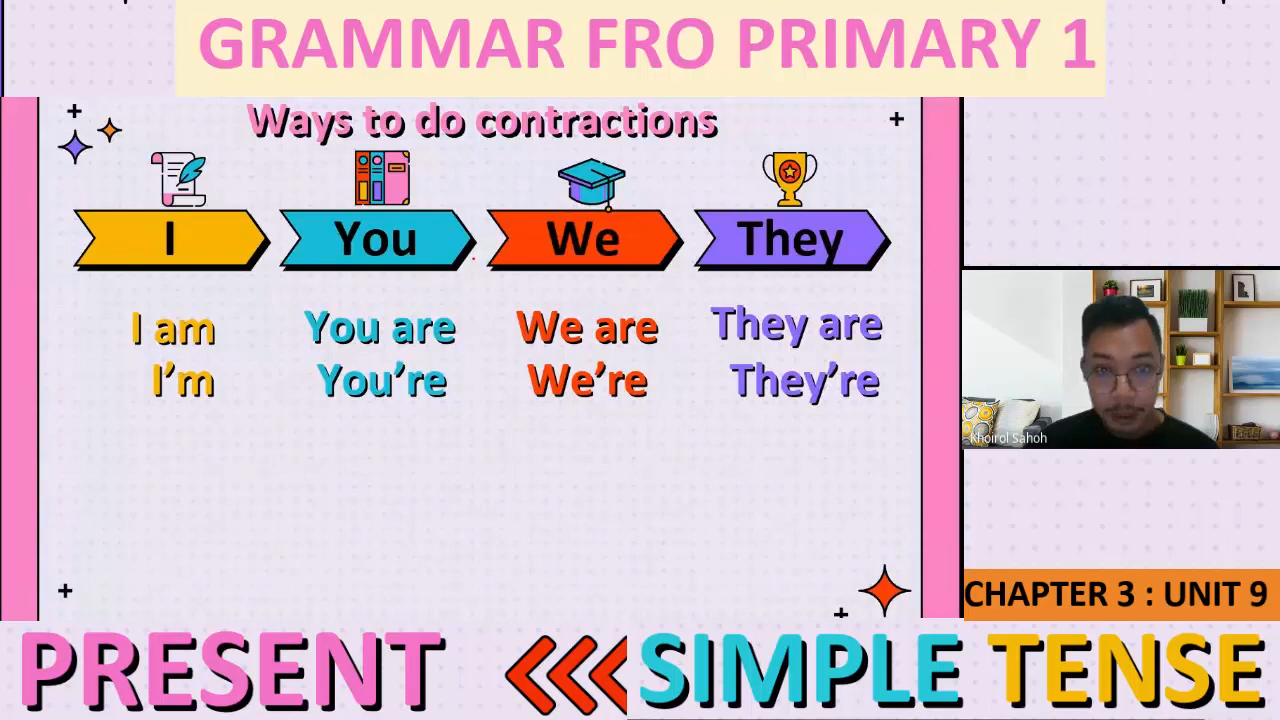 GRAMMAR FRO PRIMARY 1
Ways to do contractions
I You We They
I am You are We are They are
I'm You're We're They're
Khoirol Sahoh
CHAPTER 3 : UNIT 9
PRESENT SIMPLE TENSE